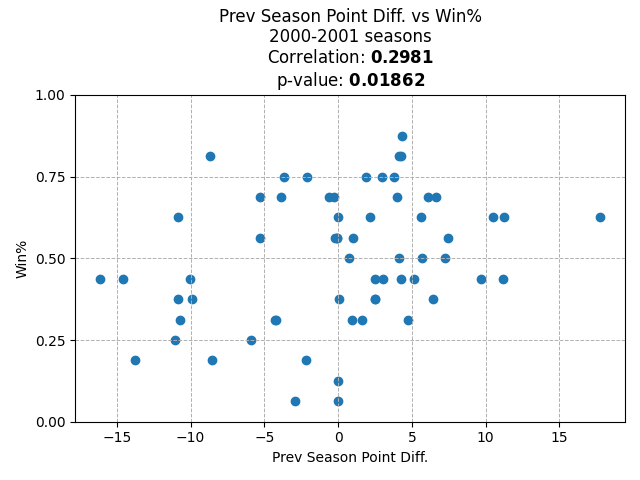 Prev Season Point Diff. vs Win%
2000-2001 seasons
Correlation: 0.2981
p-value: 0.01862
1.00
0.75
0.50
0.25
0.00
Win%
−15
−10
−5
0
5
10
15
Prev Season Point Diff.